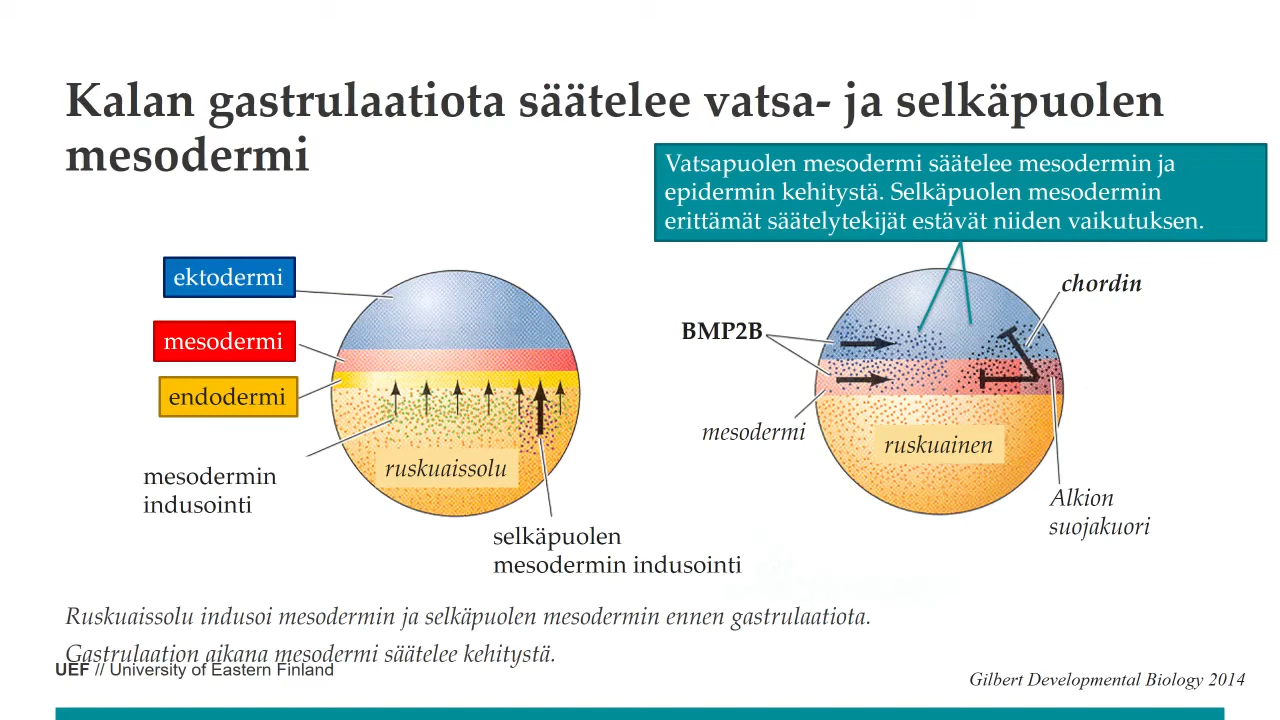 Kalan gastrulaatiota säätelee vatsa- ja selkäpuolen
mesodermi
Vatsapuolen mesodermi säätelee mesodermin ja
epidermin kehitystä. Selkäpuolen mesodermin
erittämät säätelytekijät estävät niiden vaikutuksen.
ektodermi
mesodermi
endodermi
mesodermin
indusointi
ruskuaissolu
selkäpuolen
mesodermin indusointi
chordin
BMP2B
mesodermi
ruskuainen
Alkion
suojakuori
Ruskuaissolu indusoi mesodermin ja selkäpuolen mesodermin ennen gastrulaatiota.
Gastrulaation aikana mesodermi säätelee kehitystä.
UEF // University of Eastern Finland
Gilbert Developmental Biology 2014